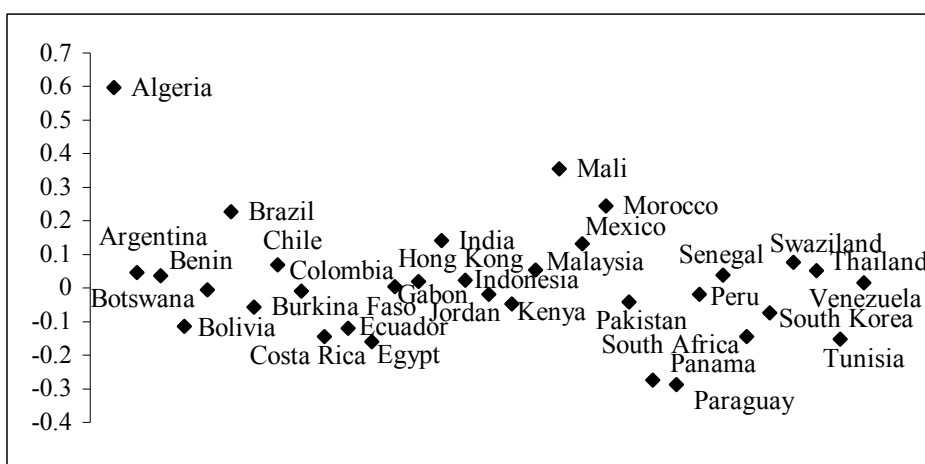 0.7
0.6
Algeria
0.5
0.4
Mali
0.3
Morocco
Brazil
0.2
Mexico
Argentina
Chile
India
Senegal
Swaziland
0.1
Benin
Colombia
Hong Kong
Malaysia
Thailand
0
Botswana
Gabon
Indonesia
Peru
Venezuela
Burkina Faso
Jordan
Kenya
Pakistan
South Korea
-0.1
Bolivia
Ecuador
Costa Rica
Egypt
South Africa
Panama
Tunisia
-0.2
-0.3
Paraguay
-0.4